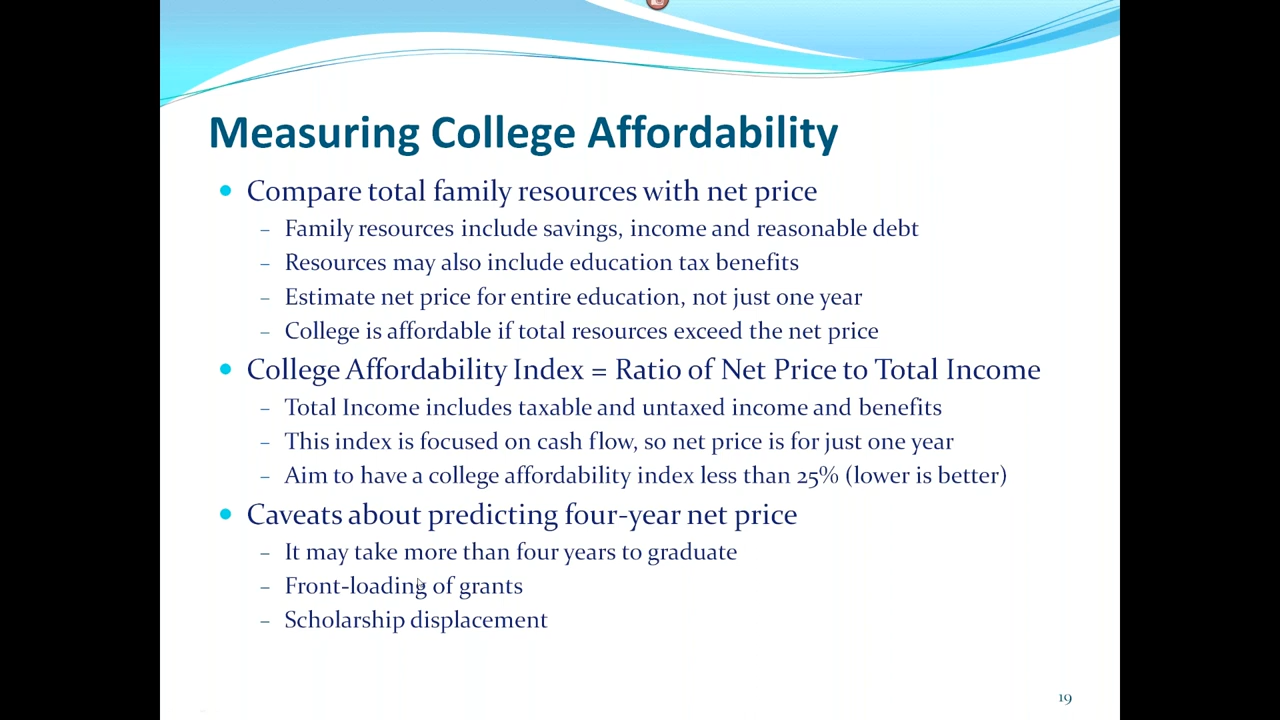 Measuring College Affordability
• Compare total family resources with net price
– Family resources include savings, income and reasonable debt
– Resources may also include education tax benefits
– Estimate net price for entire education, not just one year
– College is affordable if total resources exceed the net price
• College Affordability Index = Ratio of Net Price to Total Income
– Total Income includes taxable and untaxed income and benefits
– This index is focused on cash flow, so net price is for just one year
– Aim to have a college affordability index less than 25% (lower is better)
• Caveats about predicting four-year net price
– It may take more than four years to graduate
– Front-loading of grants
– Scholarship displacement
19